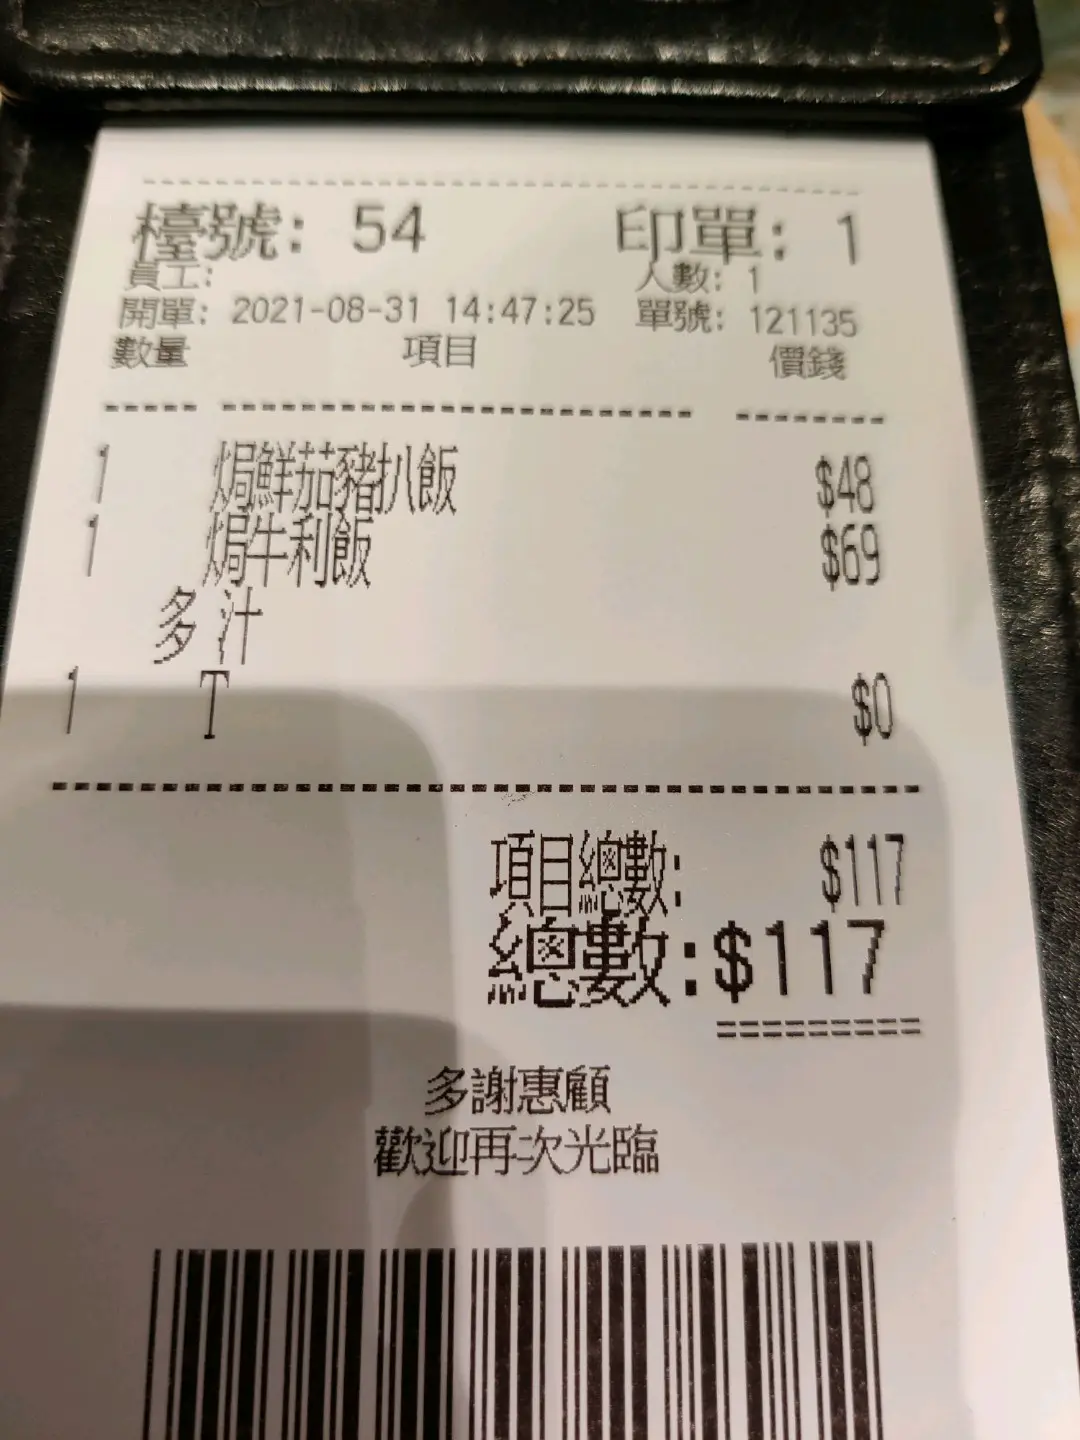 檯號: 54 印單: 1
員工: 人數: 1
開單: 2021-08-31 14:47:25 單號: 121135
數量 項目 價錢
1 焗鮮茄豬扒飯 $48
1 焗牛利飯 $69
多汁
1 T $0
項目總數: $117
總數:$117
多謝惠顧
歡迎再次光臨